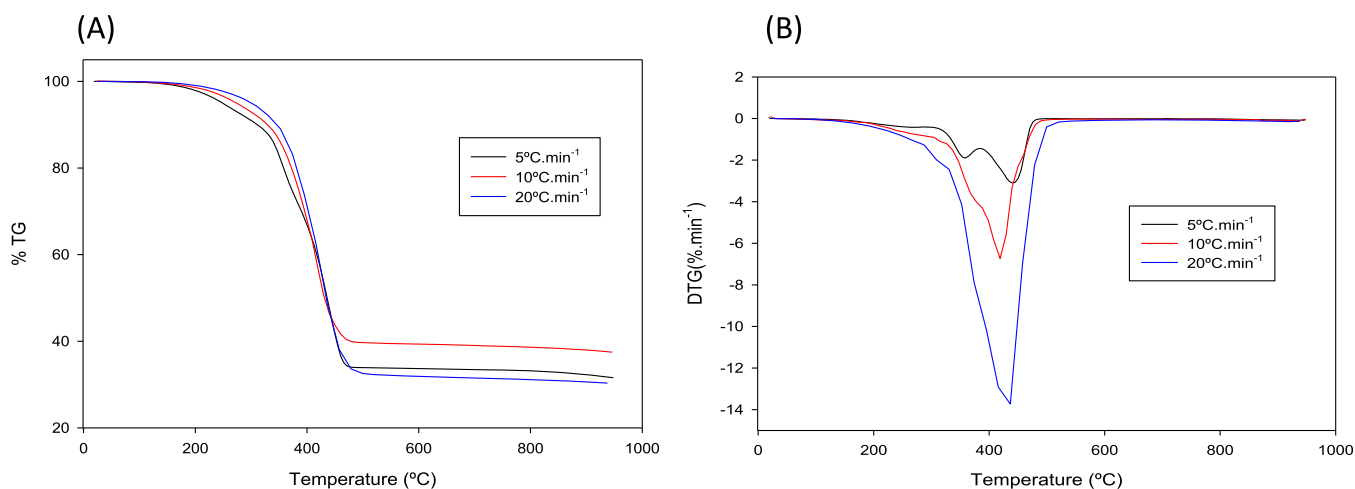 (A)
(B)
% TG
100
80
60
40
20
0
200
400
600
800
1000
Temperature (ºC)
5ºC.min⁻¹
10ºC.min⁻¹
20ºC.min⁻¹
DTG(%.min⁻¹)
2
0
-2
-4
-6
-8
-10
-12
-14
0
200
400
600
800
1000
Temperature (ºC)
5ºC.min⁻¹
10ºC.min⁻¹
20ºC.min⁻¹